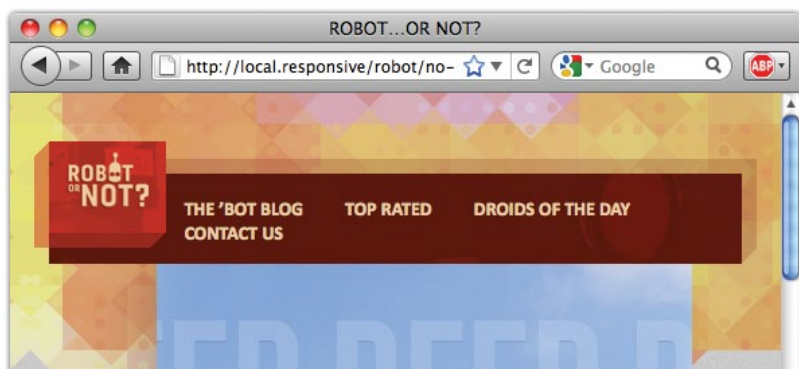 ROBOT...OR NOT?
http://local.responsive/robot/no-
Google
ABP
ROBOT
OR NOT?
THE ’BOT BLOG TOP RATED DROIDS OF THE DAY
CONTACT US
DEEP